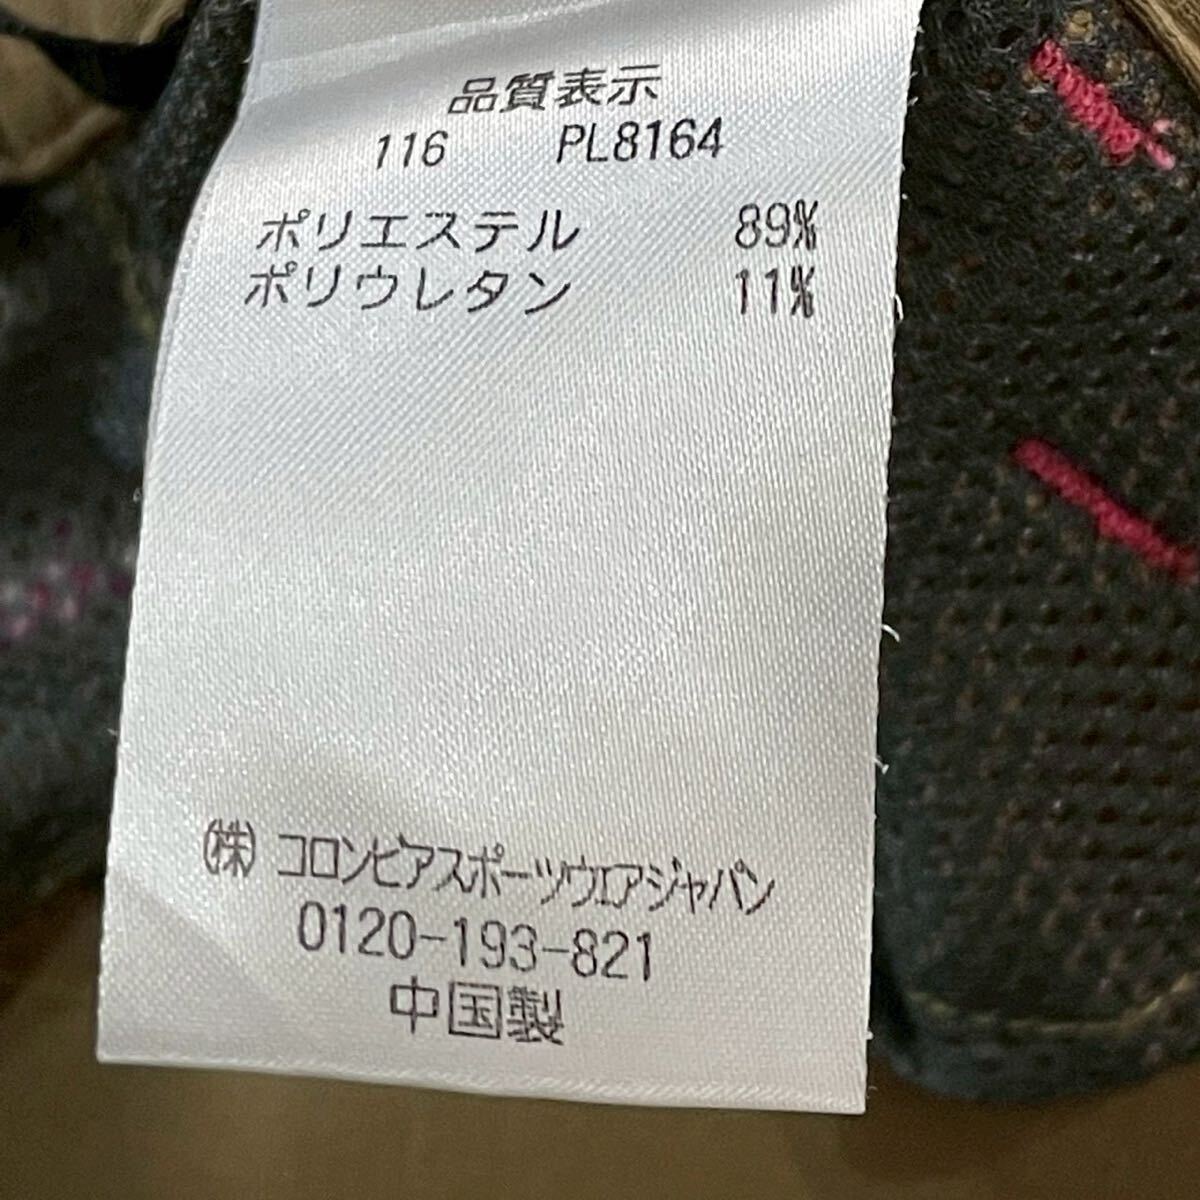 品質表示
116 PL8164
ポリエステル 89%
ポリウレタン 11%
(株) コロンビアスポーツウエアジャパン
0120-193-821
中国製